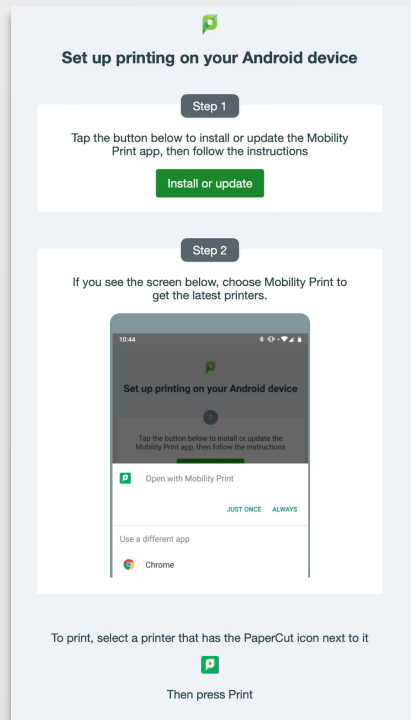 Set up printing on your Android device
Step 1
Tap the button below to install or update the Mobility
Print app, then follow the instructions
Install or update
Step 2
If you see the screen below, choose Mobility Print to
get the latest printers.
10:44
Set up printing on your Android device
1
Tap the button below to install or update the
Mobility Print app, then follow the instructions
Open with Mobility Print
JUST ONCE ALWAYS
Use a different app
Chrome
To print, select a printer that has the PaperCut icon next to it
Then press Print